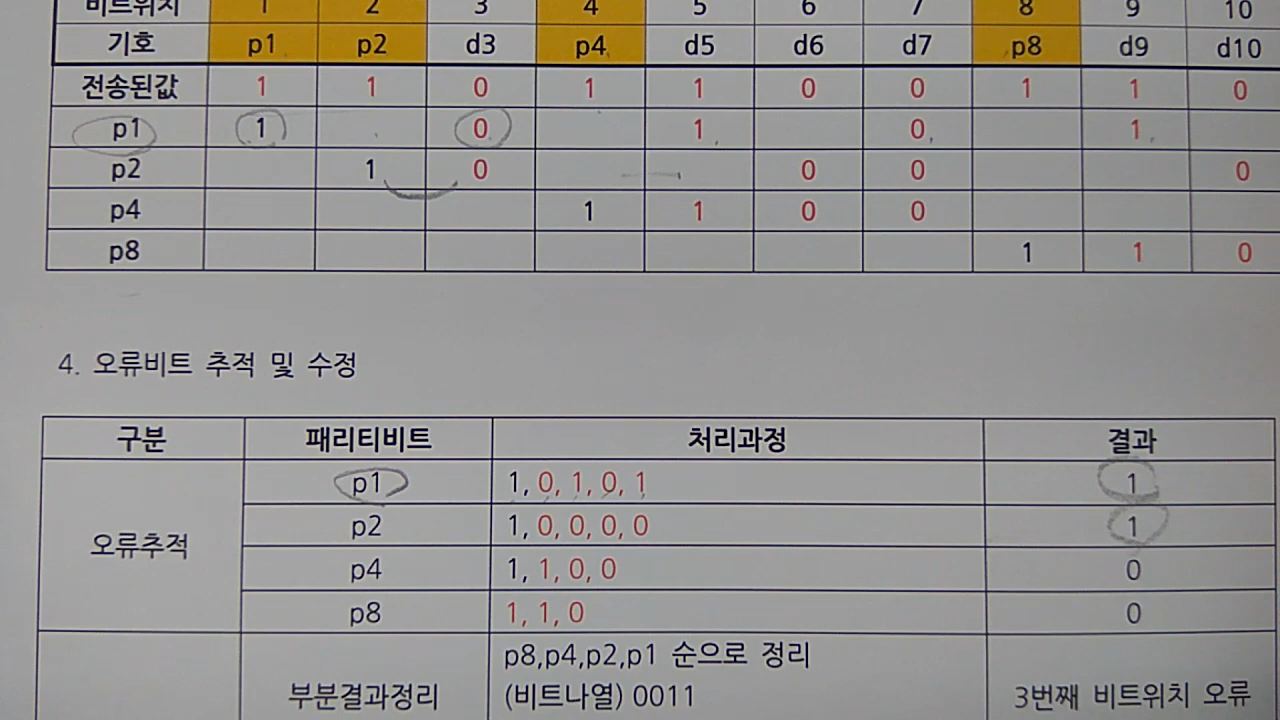 비트위치 1 2 3 4 5 6 7 8 9 10
기호 p1 p2 d3 p4 d5 d6 d7 p8 d9 d10
전송된값 1 1 0 1 1 0 0 1 1 0
p1 1 0 1 0 1
p2 1 0 0 0 0
p4 1 1 0 0
p8 1 1 0
4. 오류비트 추적 및 수정
구분 패리티비트 처리과정 결과
오류추적
p1 1, 0, 1, 0, 1 1
p2 1, 0, 0, 0, 0 1
p4 1, 1, 0, 0 0
p8 1, 1, 0 0
p8,p4,p2,p1 순으로 정리
부분결과정리 (비트나열) 0011 3번째 비트위치 오류